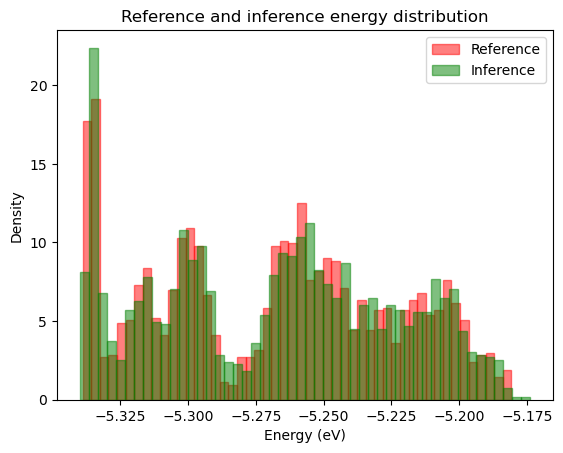 Reference and inference energy distribution
Reference
Inference
Density
20
15
10
5
0
−5.325
−5.300
−5.275
−5.250
−5.225
−5.200
−5.175
Energy (eV)